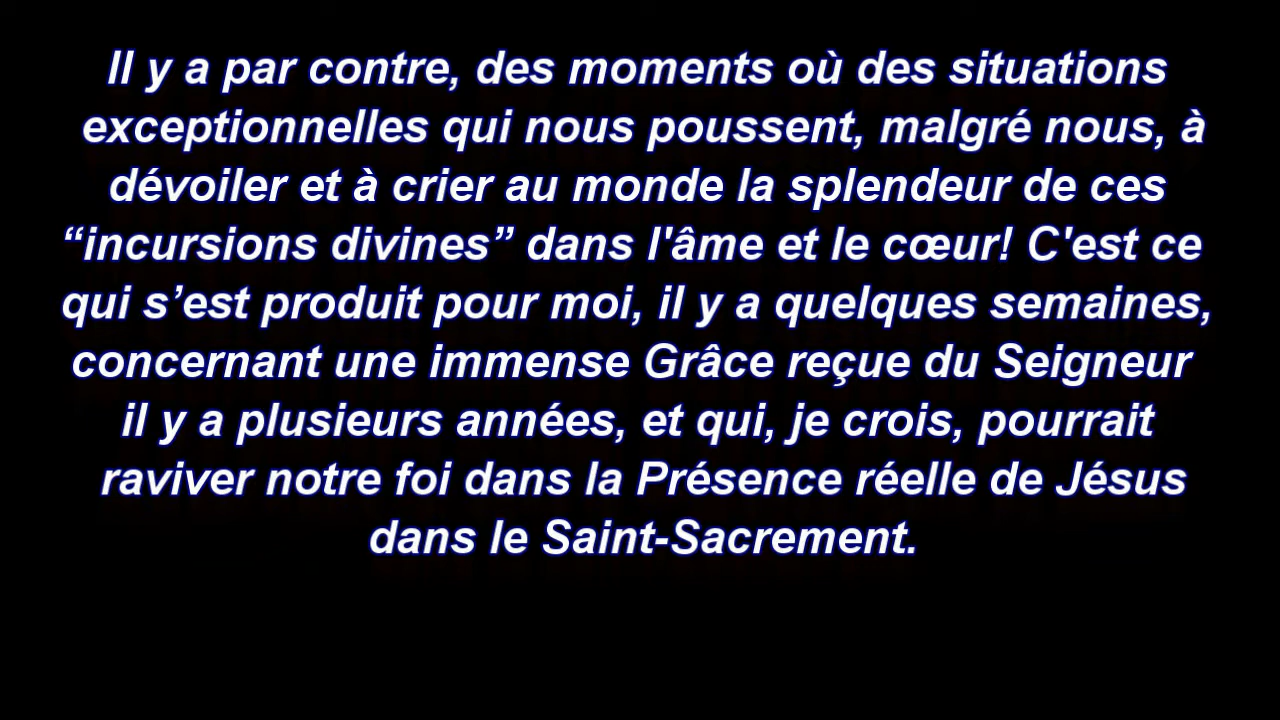 Il y a par contre, des moments où des situations
exceptionnelles qui nous poussent, malgré nous, à
dévoiler et à crier au monde la splendeur de ces
“incursions divines” dans l'âme et le cœur! C'est ce
qui s’est produit pour moi, il y a quelques semaines,
concernant une immense Grâce reçue du Seigneur
il y a plusieurs années, et qui, je crois, pourrait
raviver notre foi dans la Présence réelle de Jésus
dans le Saint-Sacrement.